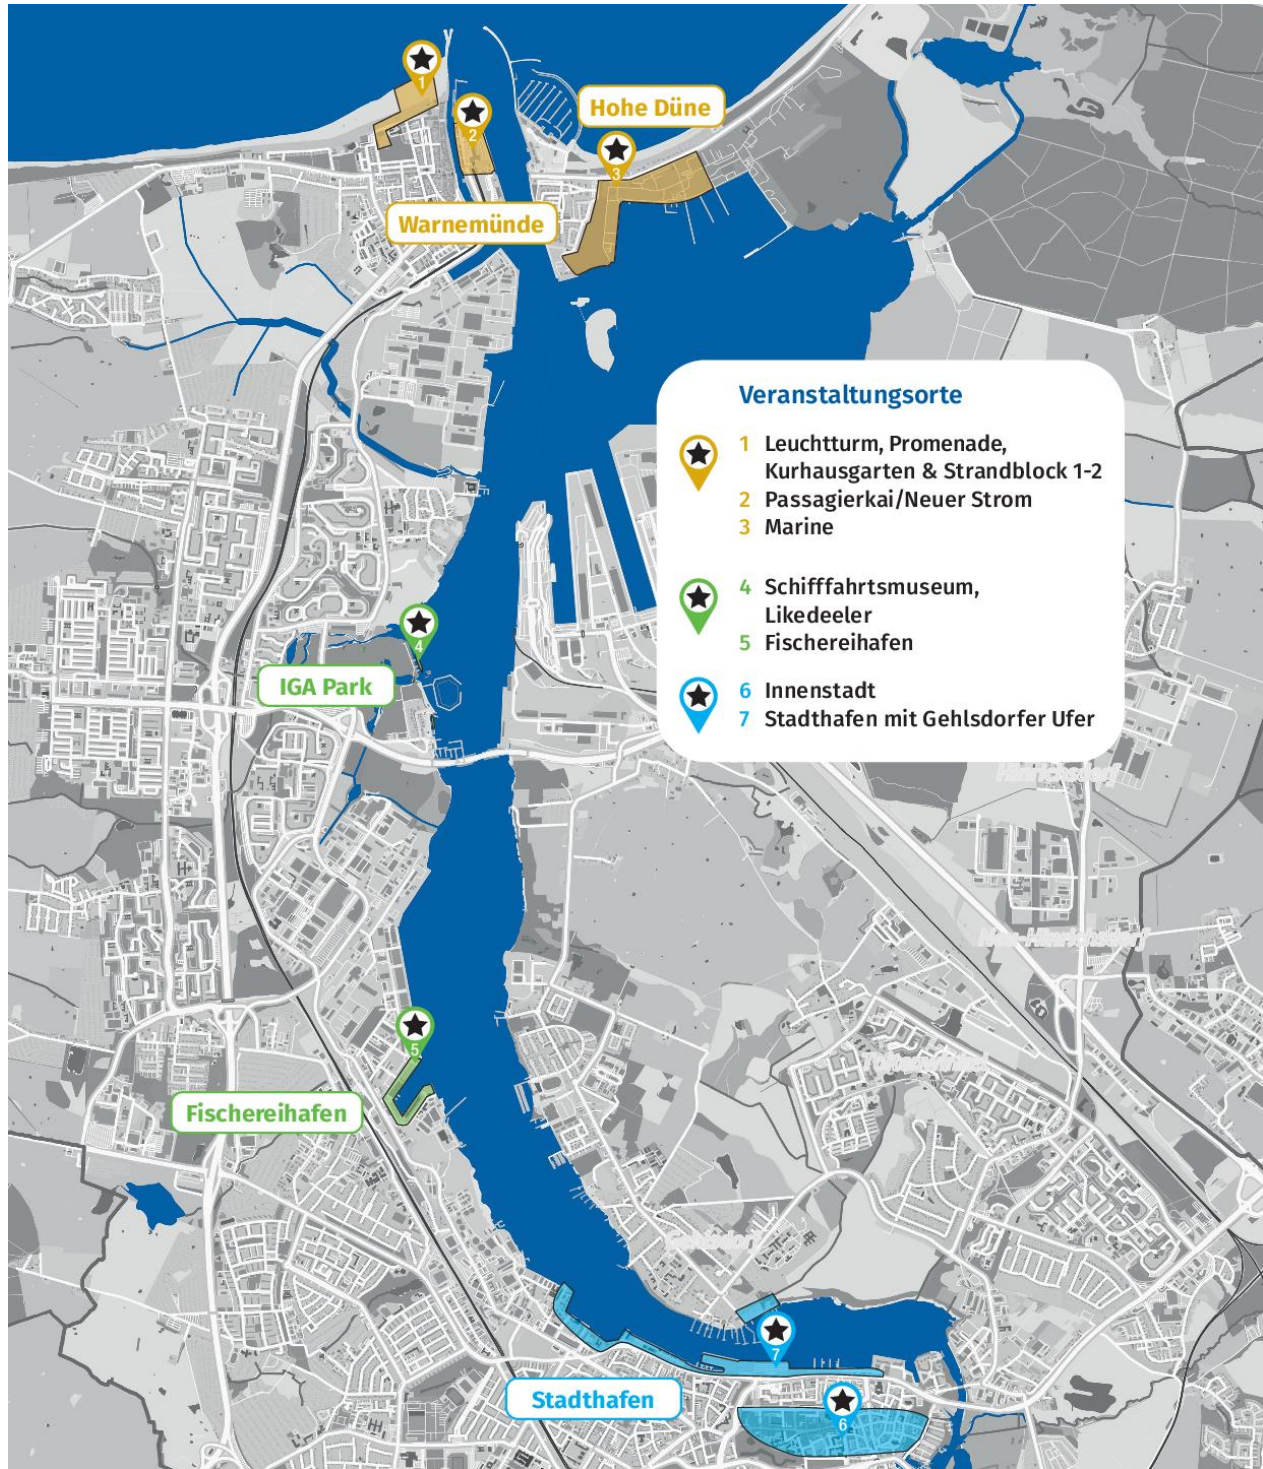 1
2
Hohe Düne
3
Warnemünde
Veranstaltungsorte
1 Leuchtturm, Promenade,
Kurhausgarten & Strandblock 1-2
2 Passagierkai/Neuer Strom
3 Marine
4 Schifffahrtsmuseum,
Likedeeler
5 Fischereihafen
6 Innenstadt
7 Stadthafen mit Gehlsdorfer Ufer
4
IGA Park
Hinrichsdorf
5
Fischereihafen
7
Stadthafen
6